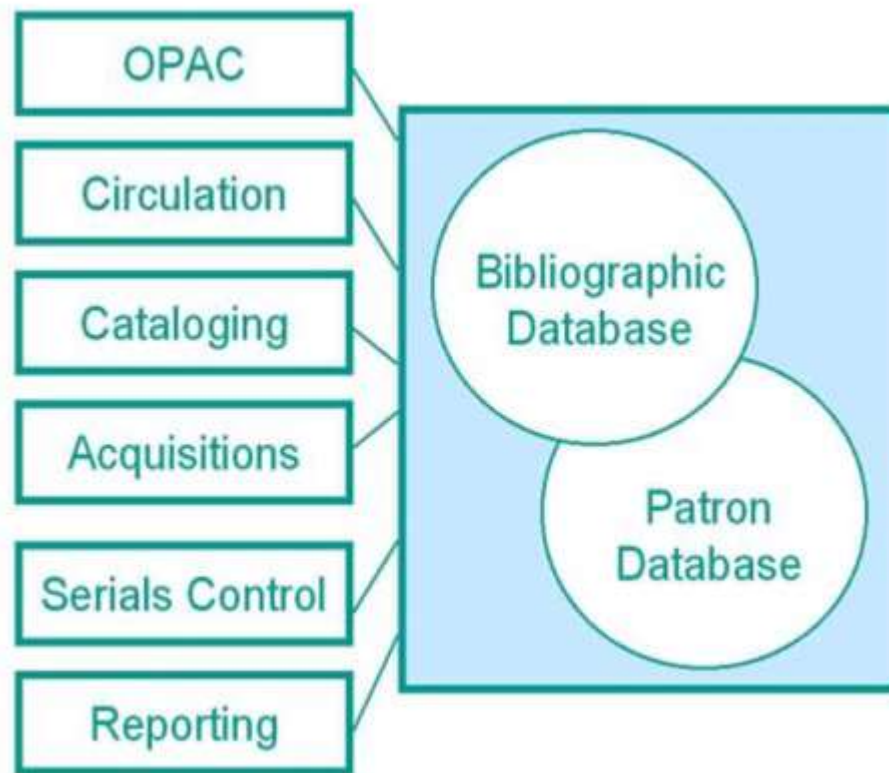 OPAC
Circulation
Cataloging
Acquisitions
Serials Control
Reporting
Bibliographic
Database
Patron
Database